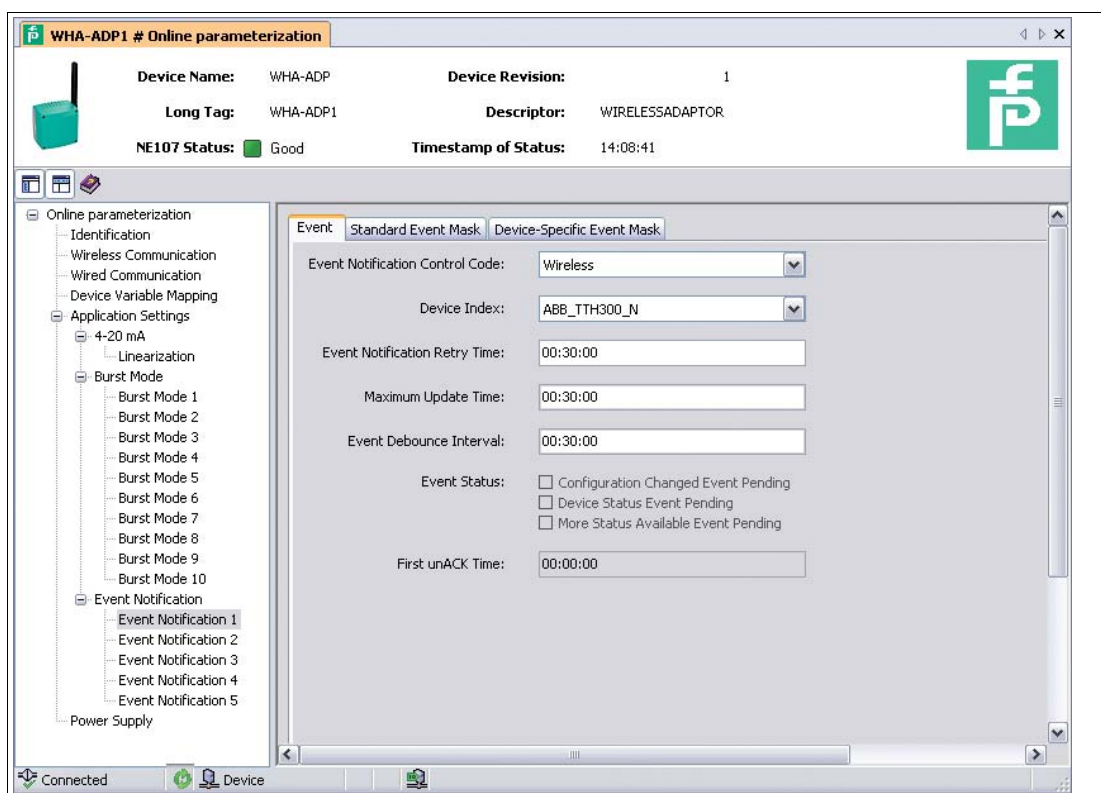 WHA-ADP1 # Online parameterization
Device Name: WHA-ADP Device Revision: 1
Long Tag: WHA-ADP1 Descriptor: WIRELESSADAPTOR
NE107 Status: Good Timestamp of Status: 14:08:41
Online parameterization
Identification
Wireless Communication
Wired Communication
Device Variable Mapping
Application Settings
4-20 mA
Linearization
Burst Mode
Burst Mode 1
Burst Mode 2
Burst Mode 3
Burst Mode 4
Burst Mode 5
Burst Mode 6
Burst Mode 7
Burst Mode 8
Burst Mode 9
Burst Mode 10
Event Notification
Event Notification 1
Event Notification 2
Event Notification 3
Event Notification 4
Event Notification 5
Power Supply
Event Standard Event Mask Device-Specific Event Mask
Event Notification Control Code: Wireless
Device Index: ABB_TTH300_N
Event Notification Retry Time: 00:30:00
Maximum Update Time: 00:30:00
Event Debounce Interval: 00:30:00
Event Status: Configuration Changed Event Pending
Device Status Event Pending
More Status Available Event Pending
First unACK Time: 00:00:00
Connected Device